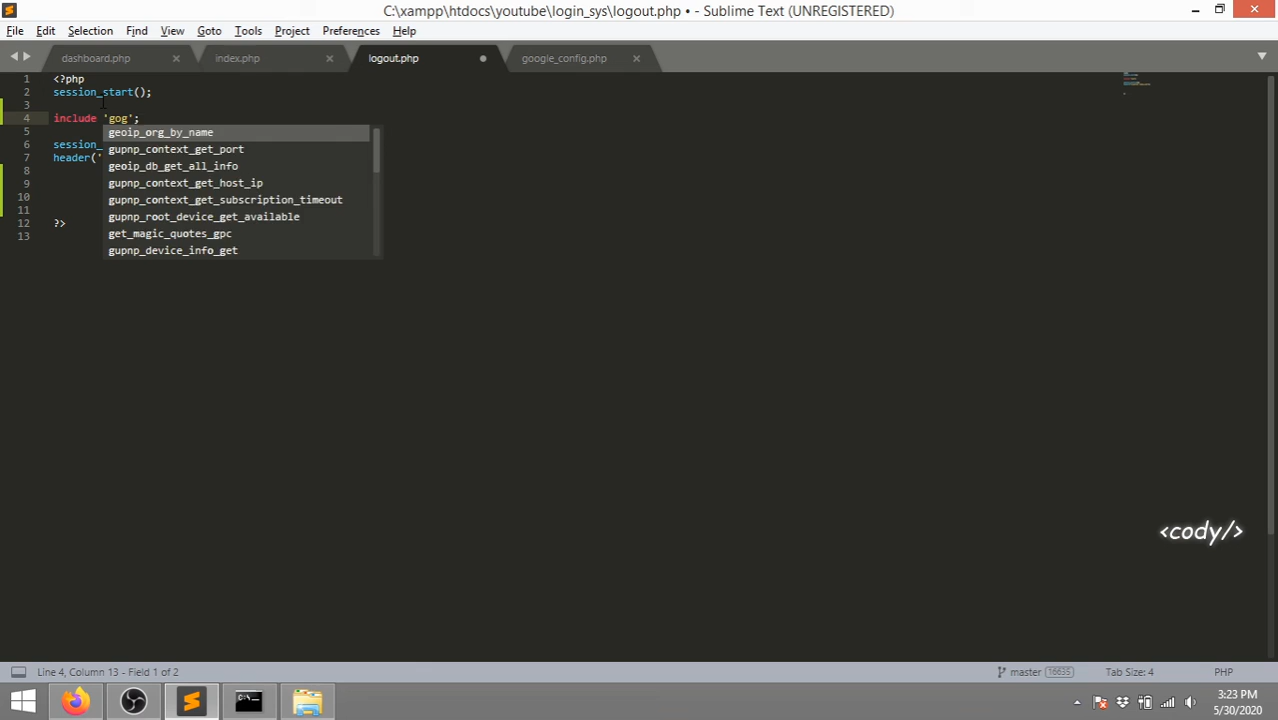 C:\xampp\htdocs\youtube\login_sys\logout.php • - Sublime Text (UNREGISTERED)
File Edit Selection Find View Goto Tools Project Preferences Help
dashboard.php index.php logout.php google_config.php
1 <?php
2 session_start();
3
4 include 'gog';
geoip_org_by_name
5 gupnp_context_get_port
6 session_
geoip_db_get_all_info
7 header('
8 gupnp_context_get_host_ip
9 gupnp_context_get_subscription_timeout
10 gupnp_root_device_get_available
11 get_magic_quotes_gpc
12 ?>
13 gupnp_device_info_get
<cody/>
Line 4, Column 13 - Field 1 of 2 master 16635 Tab Size: 4 PHP
3:23 PM
5/30/2020